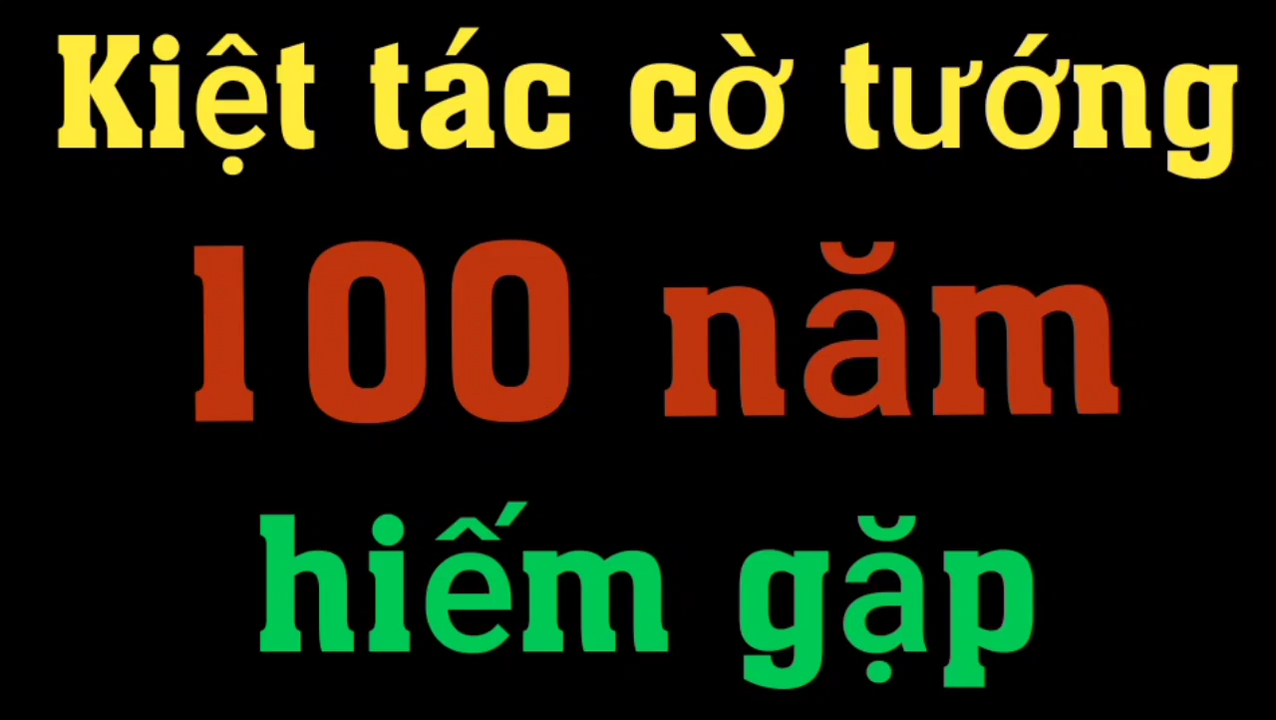 Kiệt tác cờ tướng
100 năm
hiếm gặp